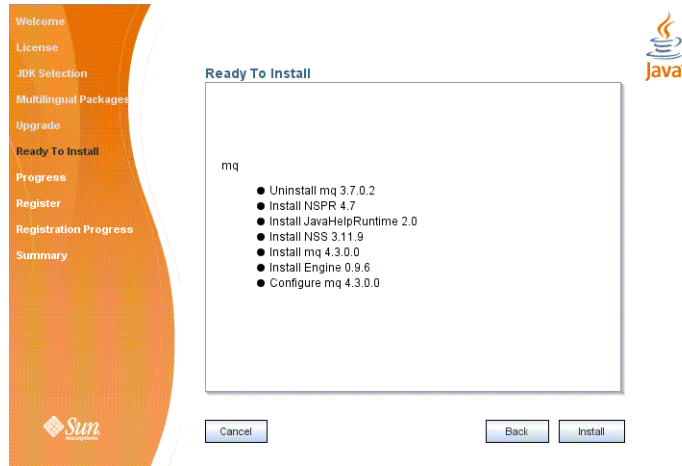 Welcome
License
JDK Selection
Multilingual Packages
Upgrade
Ready To Install
Progress
Register
Registration Progress
Summary
Sun
microsystems
Java
Ready To Install
mq
● Uninstall mq 3.7.0.2
● Install NSPR 4.7
● Install JavaHelpRuntime 2.0
● Install NSS 3.11.9
● Install mq 4.3.0.0
● Install Engine 0.9.6
● Configure mq 4.3.0.0
Cancel
Back
Install